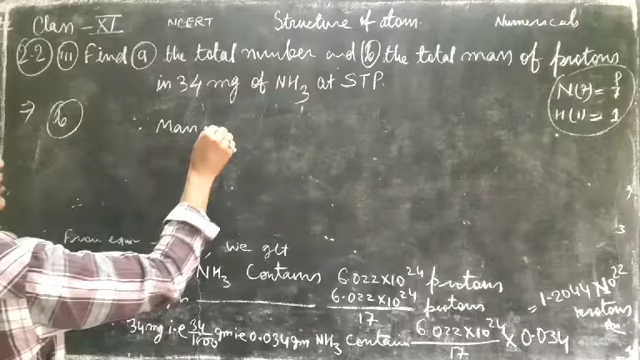 Class - XI NCERT Structure of atom. Numericals
2.2 (iii) Find (a) the total number and (b) the total mass of protons
in 34 mg of NH3 at STP.
P
N(7) = 7
H(1) = 1
⇒ (b) ∴ Mass
From eqn we get
NH3 Contains 6.022×10^24 protons
6.022×10^24/17 protons
34 mg i.e 34/1000 gm i.e 0.034 gm NH3 Contain 6.022×10^24/17 × 0.034
= 1.2044×10^22 protons